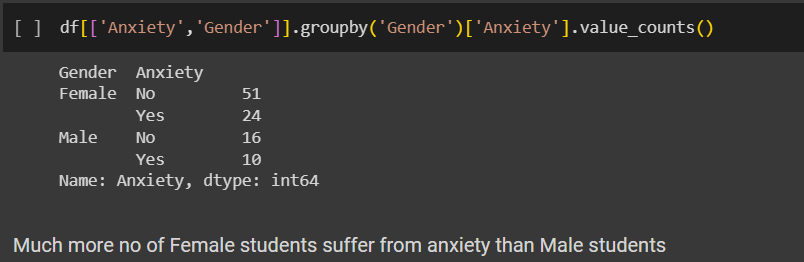 [ ] df[['Anxiety','Gender']].groupby('Gender')['Anxiety'].value_counts()
Gender  Anxiety
Female  No         51
        Yes        24
Male    No         16
        Yes        10
Name: Anxiety, dtype: int64
Much more no of Female students suffer from anxiety than Male students